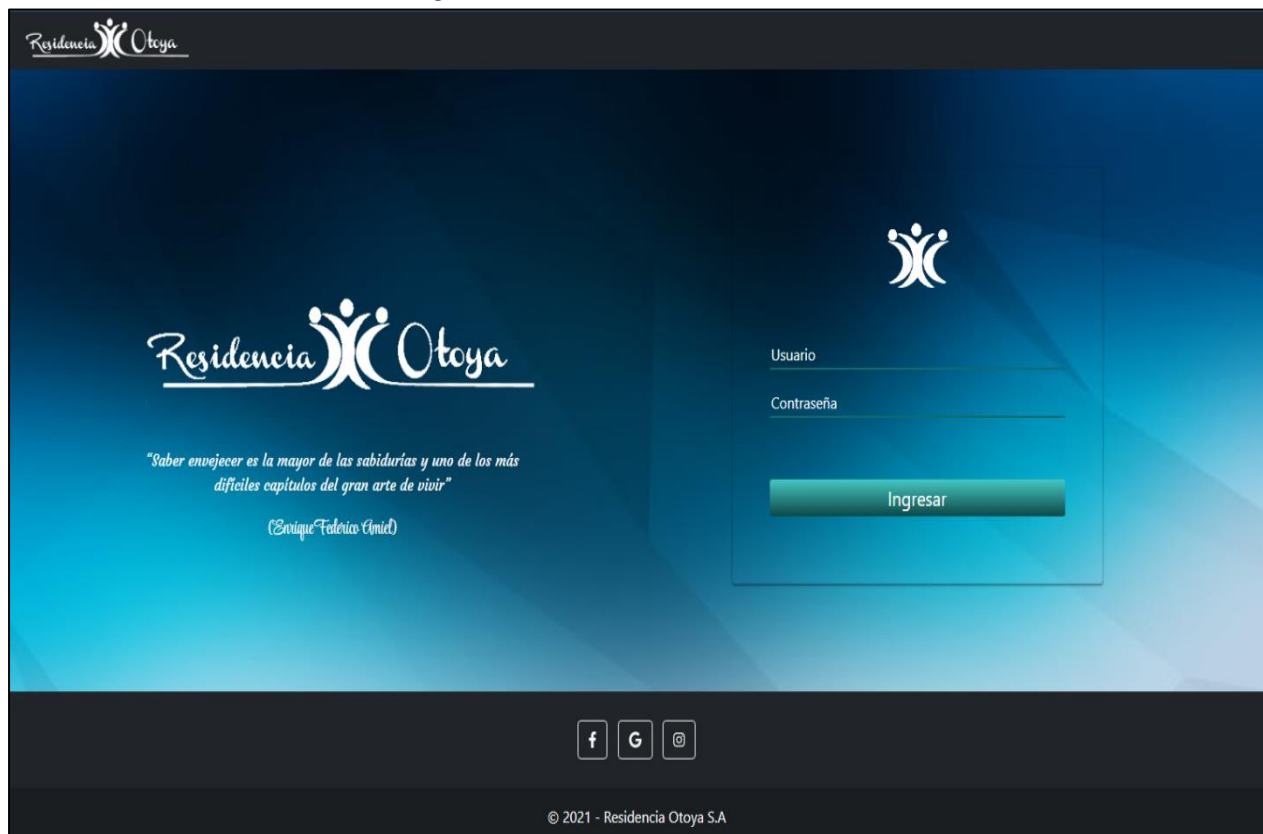 Residencia Otoya
Residencia Otoya
“Saber envejecer es la mayor de las sabidurías y uno de los más
difíciles capítulos del gran arte de vivir”
(Enrique Federico Amiel)
Usuario
Contraseña
Ingresar
f G
© 2021 - Residencia Otoya S.A